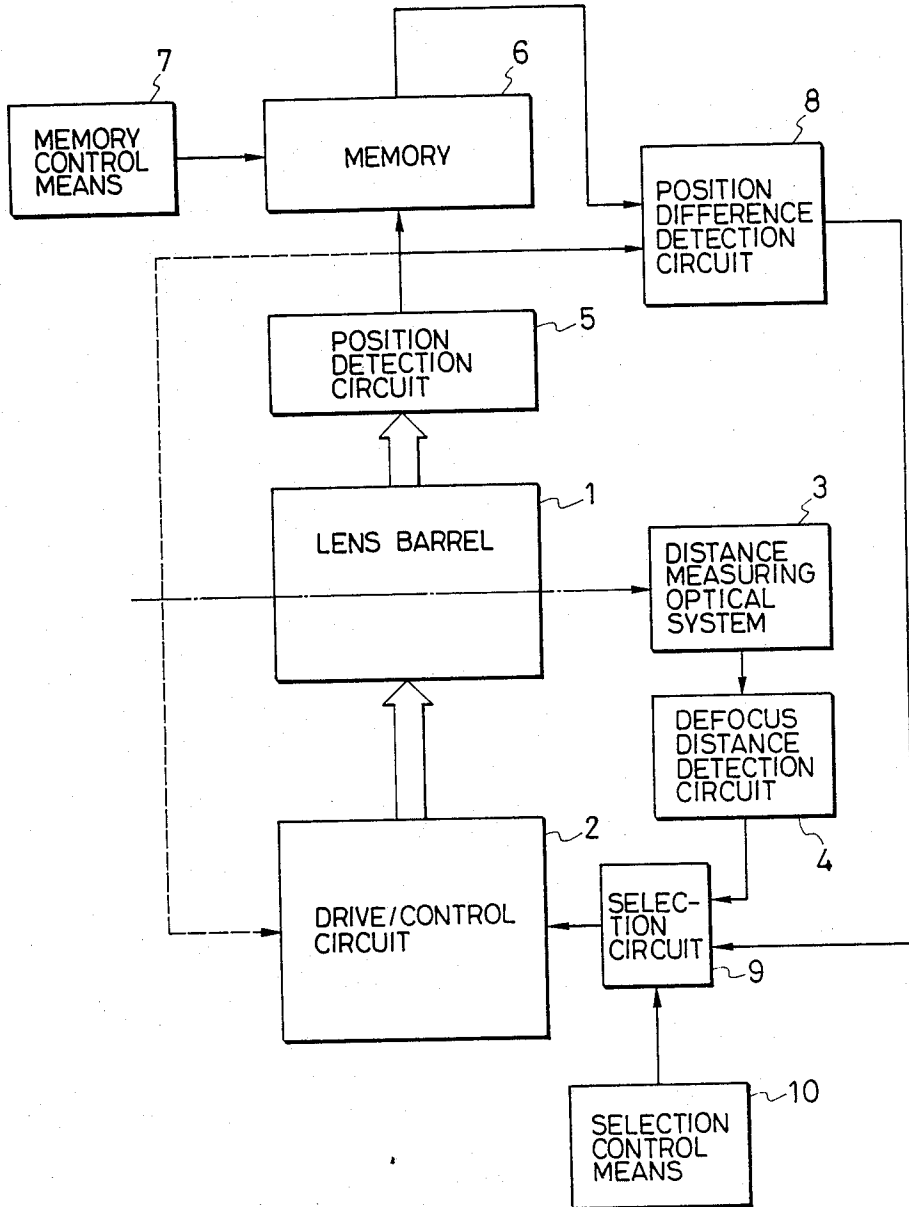 7
MEMORY
CONTROL
MEANS
6
MEMORY
8
POSITION
DIFFERENCE
DETECTION
CIRCUIT
5
POSITION
DETECTION
CIRCUIT
1
LENS BARREL
3
DISTANCE
MEASURING
OPTICAL
SYSTEM
DEFOCUS
DISTANCE
DETECTION
CIRCUIT
4
2
DRIVE/CONTROL
CIRCUIT
SELEC-
TION
CIRCUIT
9
10
SELECTION
CONTROL
MEANS